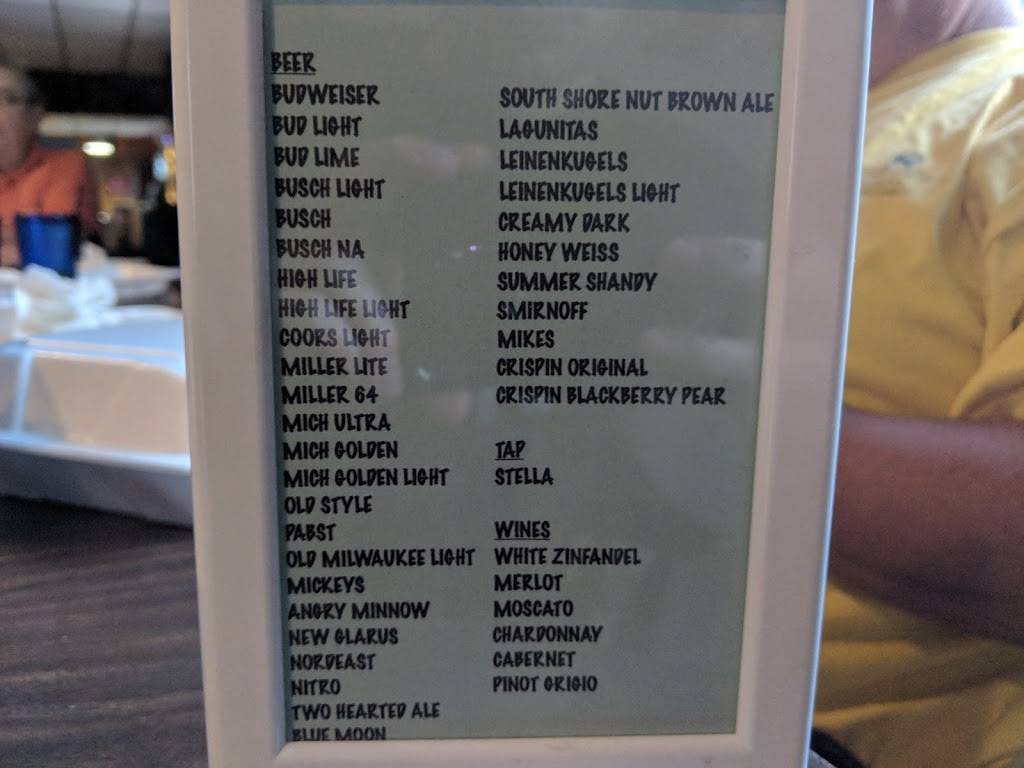 BEER
BUDWEISER
BUD LIGHT
BUD LIME
BUSCH LIGHT
BUSCH
BUSCH NA
HIGH LIFE
HIGH LIFE LIGHT
COORS LIGHT
MILLER LITE
MILLER 64
MICH ULTRA
MICH GOLDEN
MICH GOLDEN LIGHT
OLD STYLE
PABST
OLD MILWAUKEE LIGHT
MICKEYS
ANGRY MINNOW
NEW GLARUS
NORDEAST
NITRO
TWO HEARTED ALE
BLUE MOON
SOUTH SHORE NUT BROWN ALE
LAGUNITAS
LEINENKUGELS
LEINENKUGELS LIGHT
CREAMY DARK
HONEY WEISS
SUMMER SHANDY
SMIRNOFF
MIKES
CRISPIN ORIGINAL
CRISPIN BLACKBERRY PEAR
TAP
STELLA
WINES
WHITE ZINFANDEL
MERLOT
MOSCATO
CHARDONNAY
CABERNET
PINOT GRIGIO